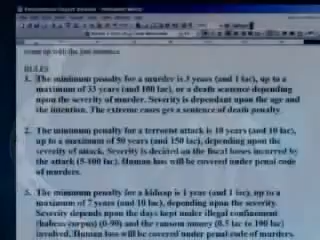 RULES
1. The minimum penalty for a murder is 3 years (and 1 lac), up to a
maximum of 33 years (and 100 lac), or a death sentence depending
upon the severity of murder. Severity is dependant upon the age and
the intention. The extreme cases get a sentence of death penalty.
2. The minimum penalty for a terrorist attack is 10 years (and 10 lac),
up to a maximum of 50 years (and 150 lac), depending upon the
severity of attack. Severity is decided on the fiscal losses incurred by
the attack (5-100 lac). Human loss will be covered under penal code
of murders.
3. The minimum penalty for a kidnap is 1 year (and 1 lac), up to a
maximum of 7 years (and 10 lac), depending upon the severity.
Severity depends upon the days kept under illegal confinement
(habeas corpus) (0-90) and the ransom money (0.5 lac to 190 lac)
involved. Human loss will be covered under penal code of murders.